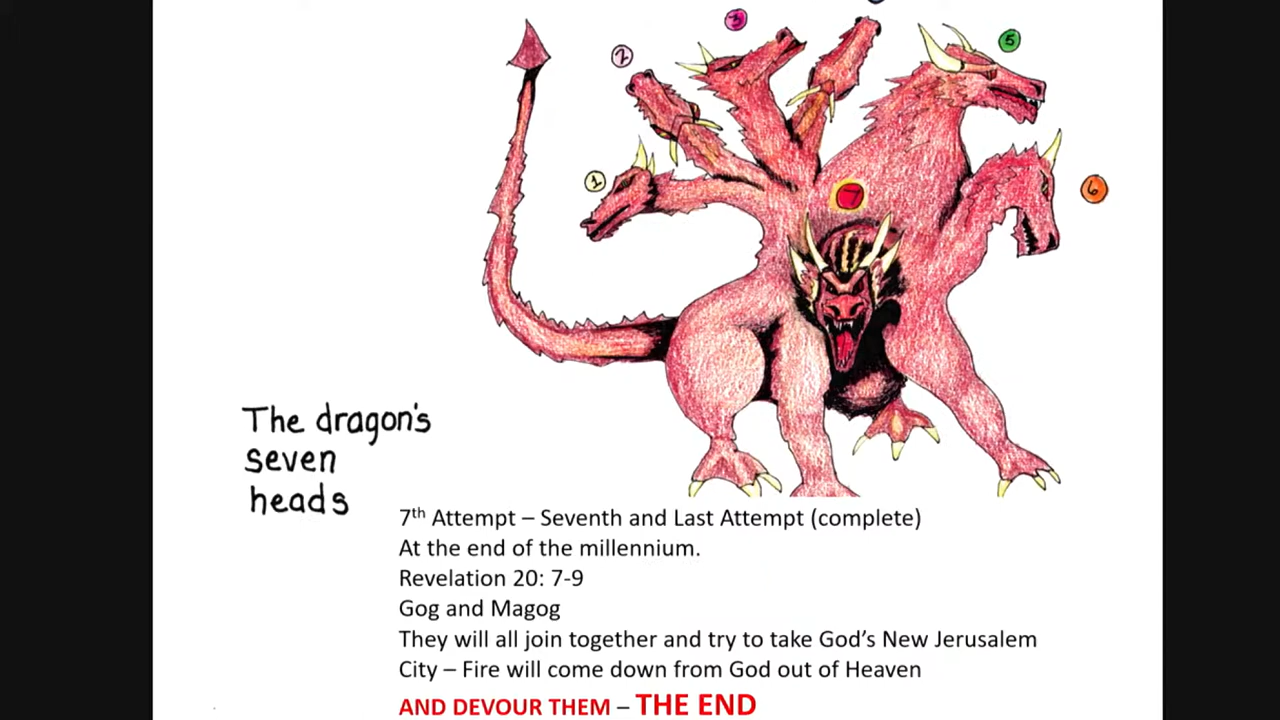 3
2
5
1
6
7
The dragon's
seven
heads
7th Attempt – Seventh and Last Attempt (complete)
At the end of the millennium.
Revelation 20: 7-9
Gog and Magog
They will all join together and try to take God's New Jerusalem
City – Fire will come down from God out of Heaven
AND DEVOUR THEM – THE END